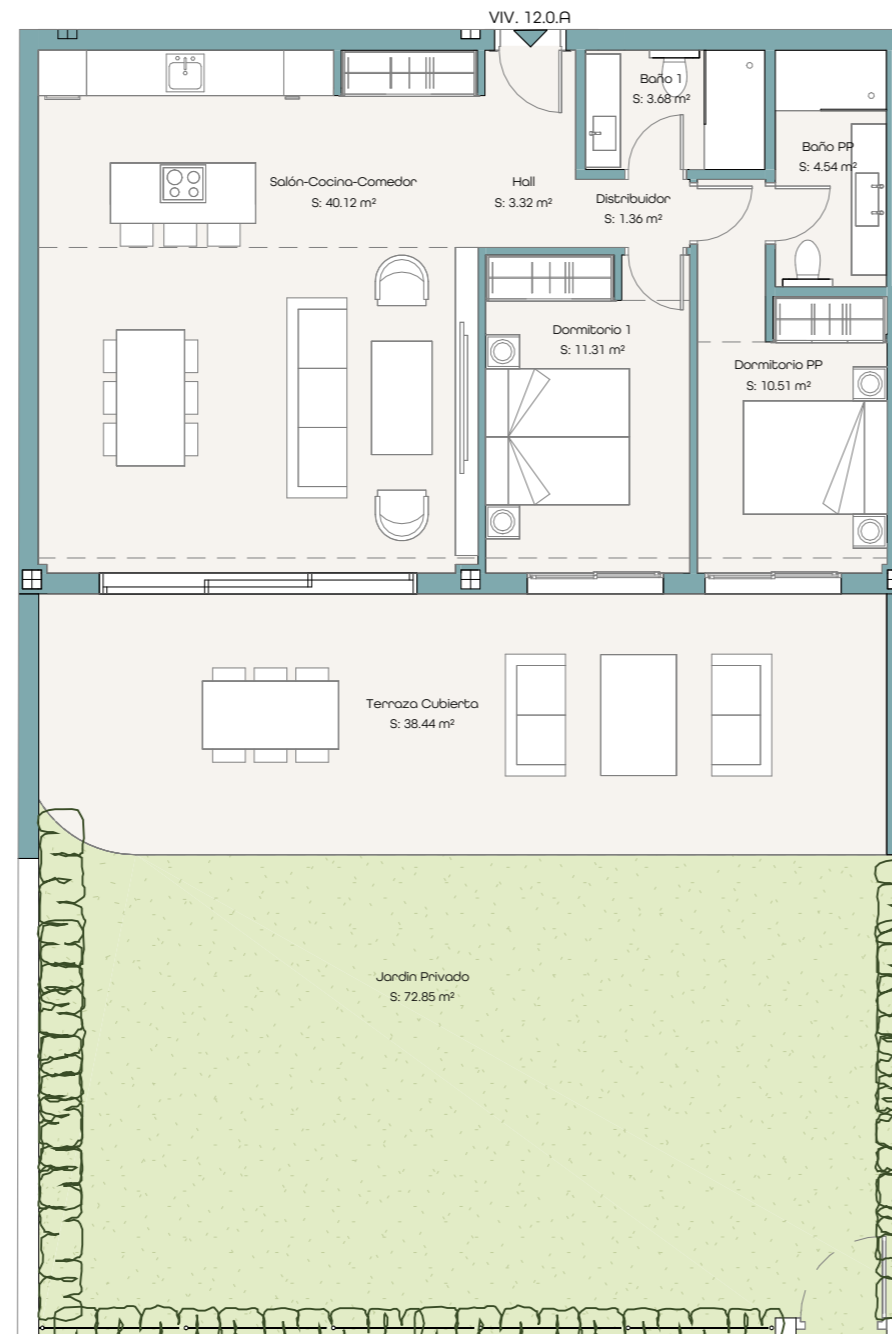 VIV. 12.0.A
Baño 1
S: 3.68 m²
Baño PP
S: 4.54 m²
Salón-Cocina-Comedor
S: 40.12 m²
Hall
S: 3.32 m²
Distribuidor
S: 1.36 m²
Dormitorio 1
S: 11.31 m²
Dormitorio PP
S: 10.51 m²
Terraza Cubierta
S: 38.44 m²
Jardín Privado
S: 72.85 m²